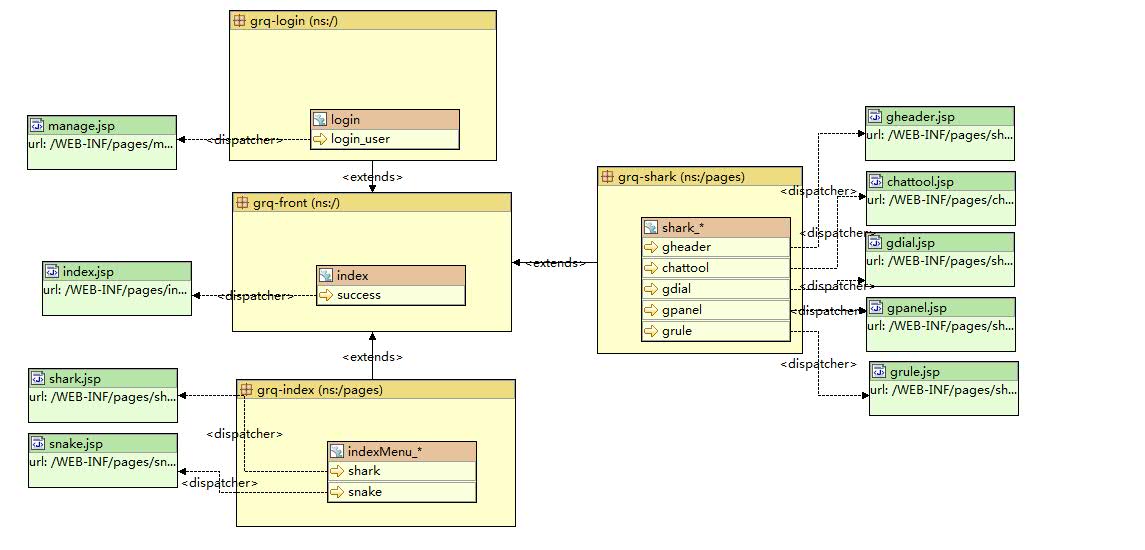 grq-login (ns:/)
login
login_user
<dispatcher>
manage.jsp
url: /WEB-INF/pages/m...
<extends>
grq-front (ns:/)
index
success
<dispatcher>
index.jsp
url: /WEB-INF/pages/in...
<extends>
<extends>
grq-index (ns:/pages)
indexMenu_*
shark
snake
<dispatcher>
<dispatcher>
shark.jsp
url: /WEB-INF/pages/sh...
snake.jsp
url: /WEB-INF/pages/sn...
grq-shark (ns:/pages)
shark_*
gheader
chattool
gdial
gpanel
grule
<dispatcher>
<dispatcher>
<dispatcher>
<dispatcher>
<dispatcher>
gheader.jsp
url: /WEB-INF/pages/sh...
chattool.jsp
url: /WEB-INF/pages/ch...
gdial.jsp
url: /WEB-INF/pages/sh...
gpanel.jsp
url: /WEB-INF/pages/sh...
grule.jsp
url: /WEB-INF/pages/sh...